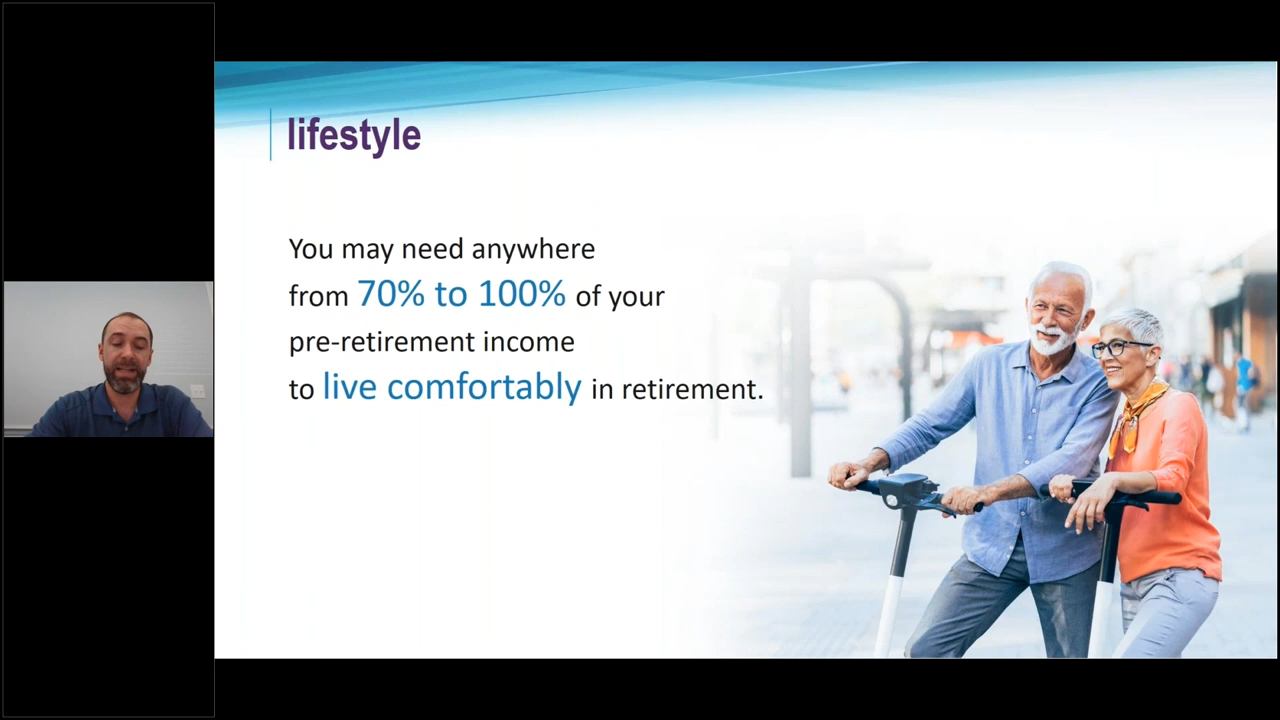 lifestyle
You may need anywhere
from 70% to 100% of your
pre-retirement income
to live comfortably in retirement.